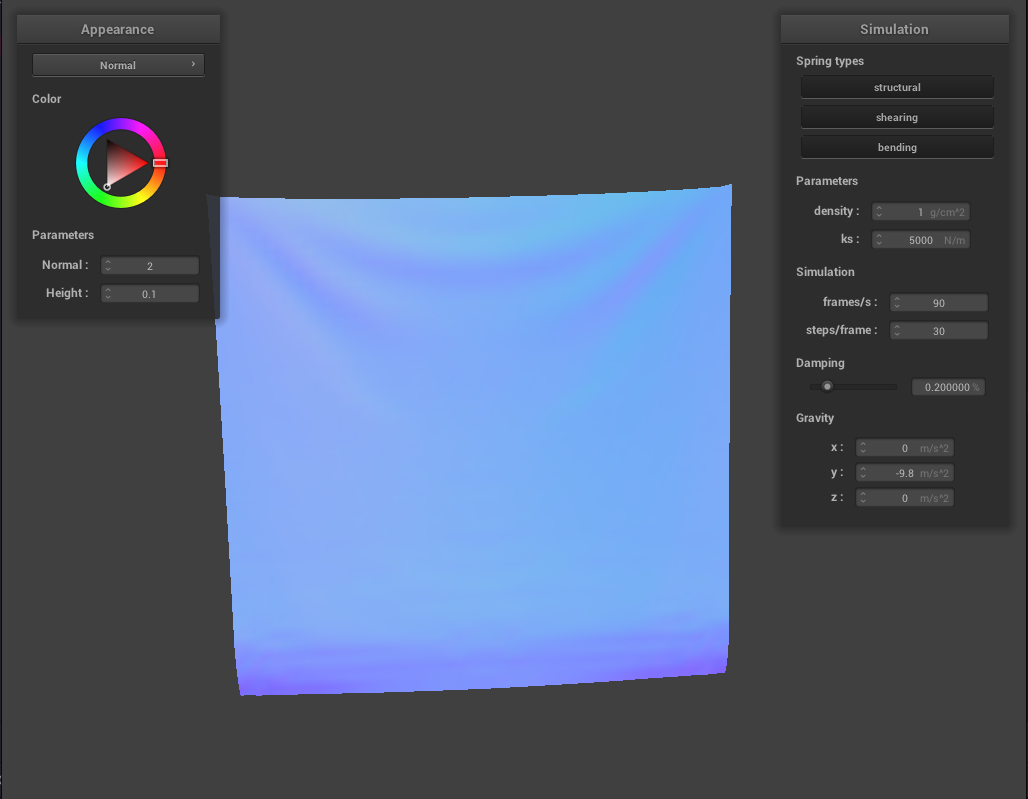 Appearance
Normal ›
Color
Parameters
Normal : 2
Height : 0.1
Simulation
Spring types
structural
shearing
bending
Parameters
density : 1 g/cm^2
ks : 5000 N/m
Simulation
frames/s : 90
steps/frame : 30
Damping
0.200000 %
Gravity
x : 0 m/s^2
y : -9.8 m/s^2
z : 0 m/s^2